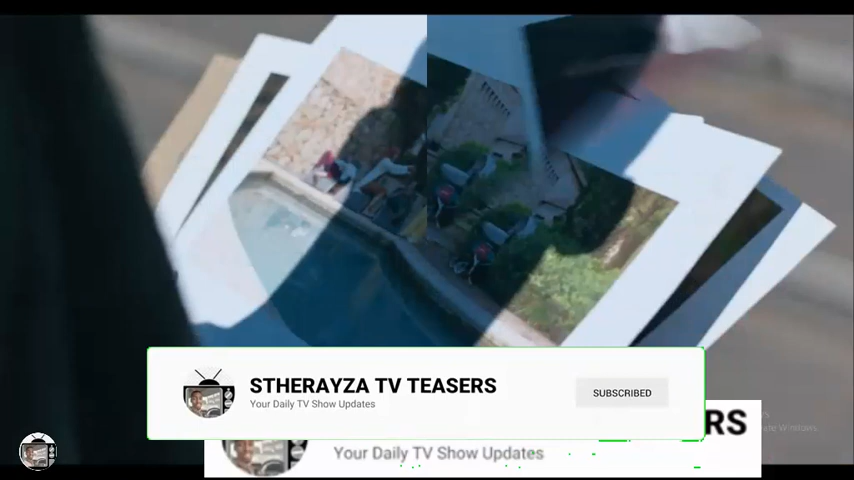 STHERAYZA TV TEASERS
Your Daily TV Show Updates
SUBSCRIBED
RS
Your Daily TV Show Updates